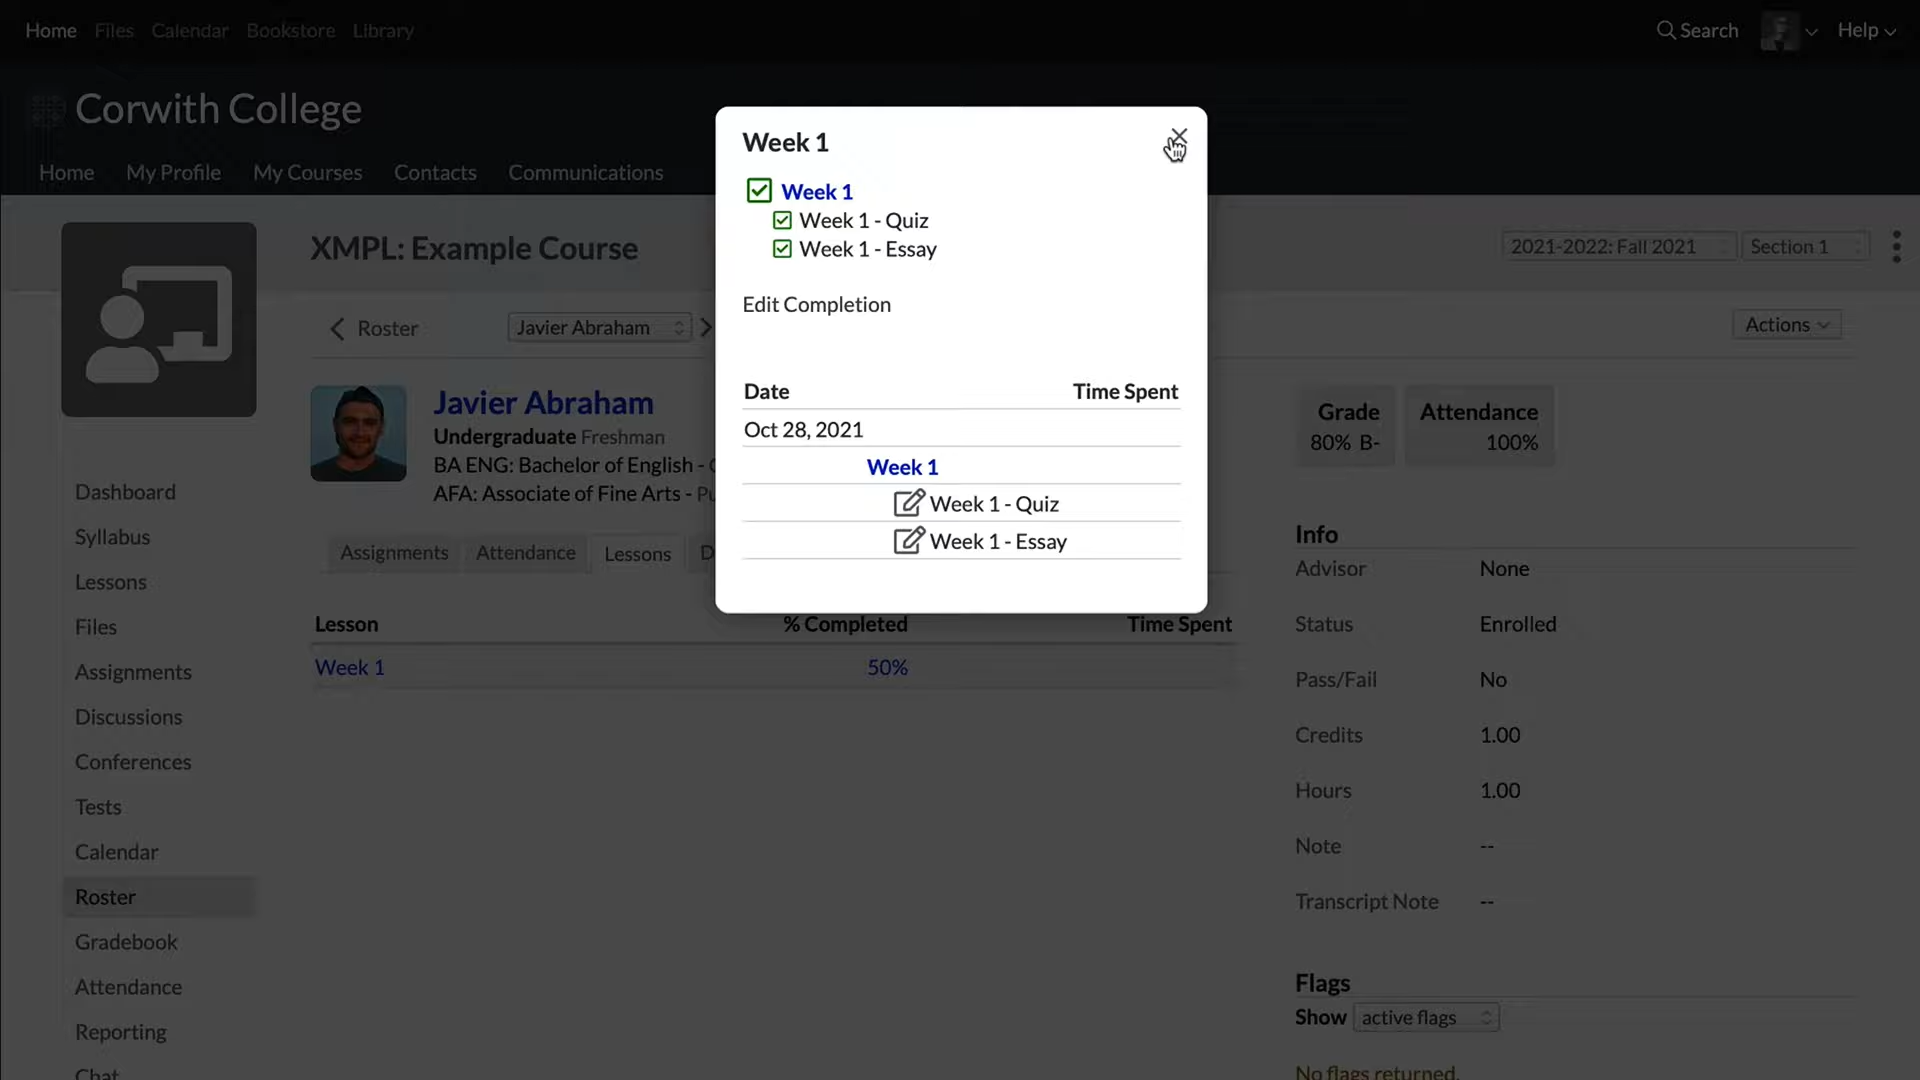 Home Files Calendar Bookstore Library
Search Help
Corwith College
Home My Profile My Courses Contacts Communications
XMPL: Example Course
2021-2022: Fall 2021 Section 1
Roster Javier Abraham
Actions
Javier Abraham
Undergraduate Freshman
BA ENG: Bachelor of English -
AFA: Associate of Fine Arts -
Assignments Attendance Lessons
Lesson % Completed Time Spent
Week 1 50%
Week 1
Week 1
Week 1 - Quiz
Week 1 - Essay
Edit Completion
Date Time Spent
Oct 28, 2021
Week 1
Week 1 - Quiz
Week 1 - Essay
Dashboard
Syllabus
Lessons
Files
Assignments
Discussions
Conferences
Tests
Calendar
Roster
Gradebook
Attendance
Reporting
Chat
Grade
80% B-
Attendance
100%
Info
Advisor None
Status Enrolled
Pass/Fail No
Credits 1.00
Hours 1.00
Note --
Transcript Note --
Flags
Show active flags
No flags returned.